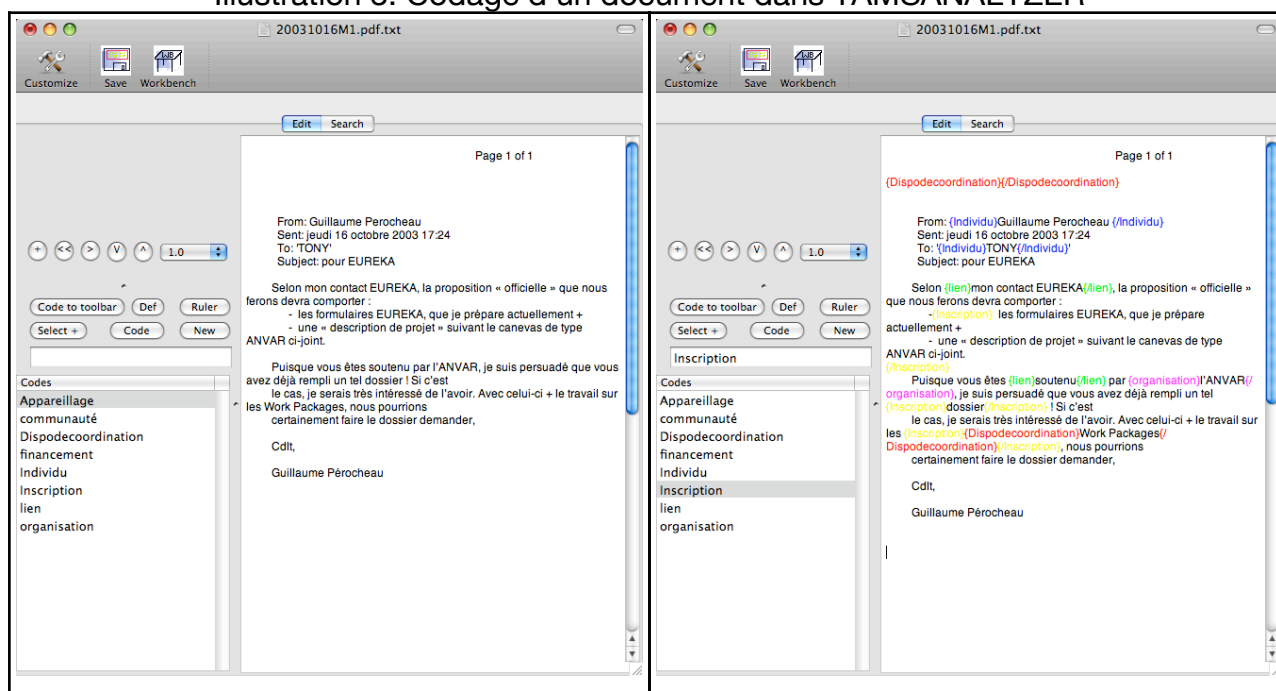 Illustration 3: Codage d'un document dans TAMSANALYZER
20031016M1.pdf.txt
Customize Save Workbench
Edit Search
Page 1 of 1
From: Guillaume Perocheau
Sent: jeudi 16 octobre 2003 17:24
To: 'TONY'
Subject: pour EUREKA
Selon mon contact EUREKA, la proposition « officielle » que nous
ferons devra comporter :
- les formulaires EUREKA, que je prépare actuellement +
- une « description de projet » suivant le canevas de type
ANVAR ci-joint.
Puisque vous êtes soutenu par l'ANVAR, je suis persuadé que vous
avez déjà rempli un tel dossier ! Si c'est
le cas, je serais très intéressé de l'avoir. Avec celui-ci + le travail sur
les Work Packages, nous pourrions
certainement faire le dossier demander,
Cdlt,
Guillaume Pérocheau
+ << > V ^ 1.0
Code to toolbar Def Ruler
Select + Code New
Codes
Appareillage
communauté
Dispodecoordination
financement
Individu
Inscription
lien
organisation
20031016M1.pdf.txt
Customize Save Workbench
Edit Search
Page 1 of 1
{Dispodecoordination}{/Dispodecoordination}
From: {Individu}Guillaume Perocheau {/Individu}
Sent: jeudi 16 octobre 2003 17:24
To: '{Individu}TONY{/Individu}'
Subject: pour EUREKA
Selon {lien}mon contact EUREKA{/lien}, la proposition « officielle »
que nous ferons devra comporter :
-{Inscription} les formulaires EUREKA, que je prépare
actuellement +
- une « description de projet » suivant le canevas de type
ANVAR ci-joint.
{/Inscription}
Puisque vous êtes {lien}soutenu{/lien} par {organisation}l'ANVAR{/
organisation}, je suis persuadé que vous avez déjà rempli un tel
{Inscription}dossier{/Inscription} ! Si c'est
le cas, je serais très intéressé de l'avoir. Avec celui-ci + le travail sur
les {Inscription}{Dispodecoordination}Work Packages{/
Dispodecoordination}{/Inscription}, nous pourrions
certainement faire le dossier demander,
Cdlt,
Guillaume Pérocheau
+ << > V ^ 1.0
Code to toolbar Def Ruler
Select + Code New
Inscription
Codes
Appareillage
communauté
Dispodecoordination
financement
Individu
Inscription
lien
organisation